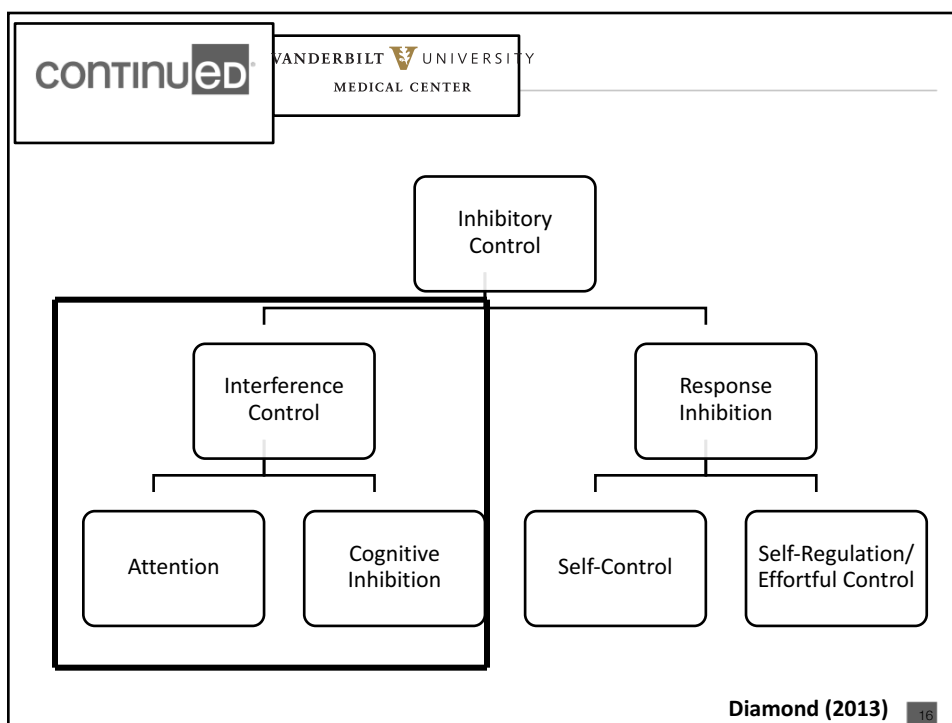 continued®
VANDERBILT UNIVERSITY
MEDICAL CENTER
Inhibitory
Control
Interference
Control
Response
Inhibition
Attention
Cognitive
Inhibition
Self-Control
Self-Regulation/
Effortful Control
Diamond (2013)
16